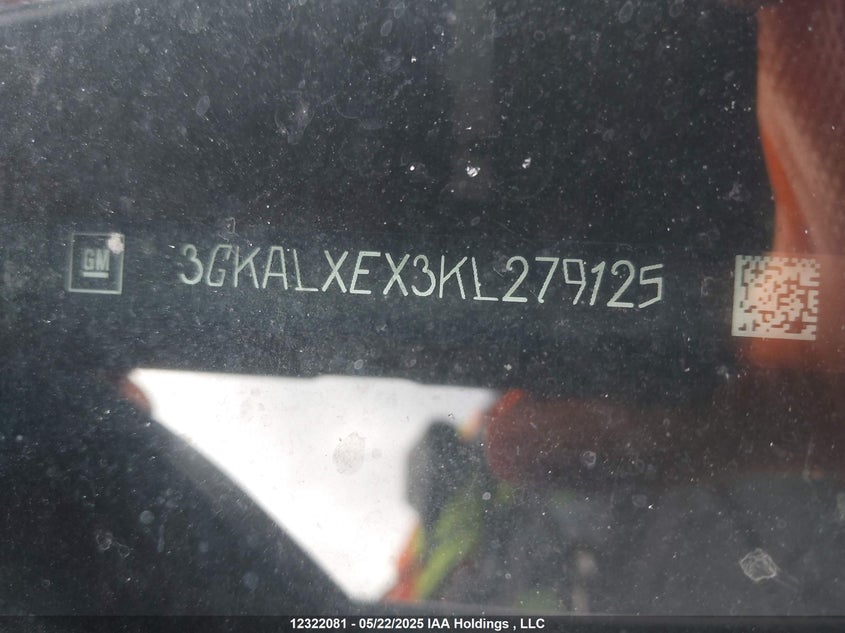 GM 3GKALXEX3KL279125
12322081 - 05/22/2025 IAA Holdings , LLC